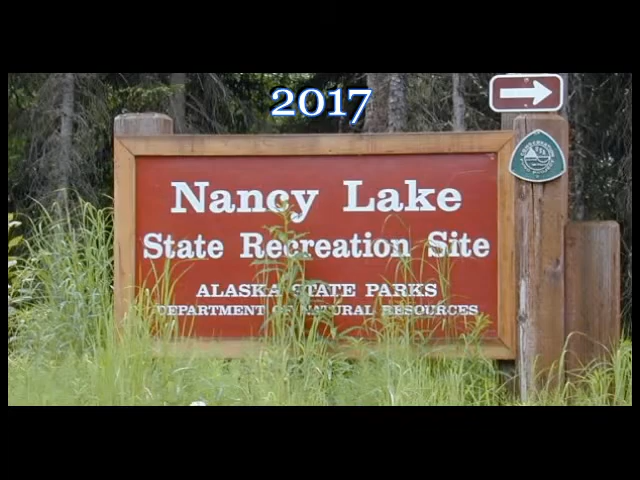 2017
Nancy Lake
State Recreation Site
ALASKA STATE PARKS
DEPARTMENT OF NATURAL RESOURCES